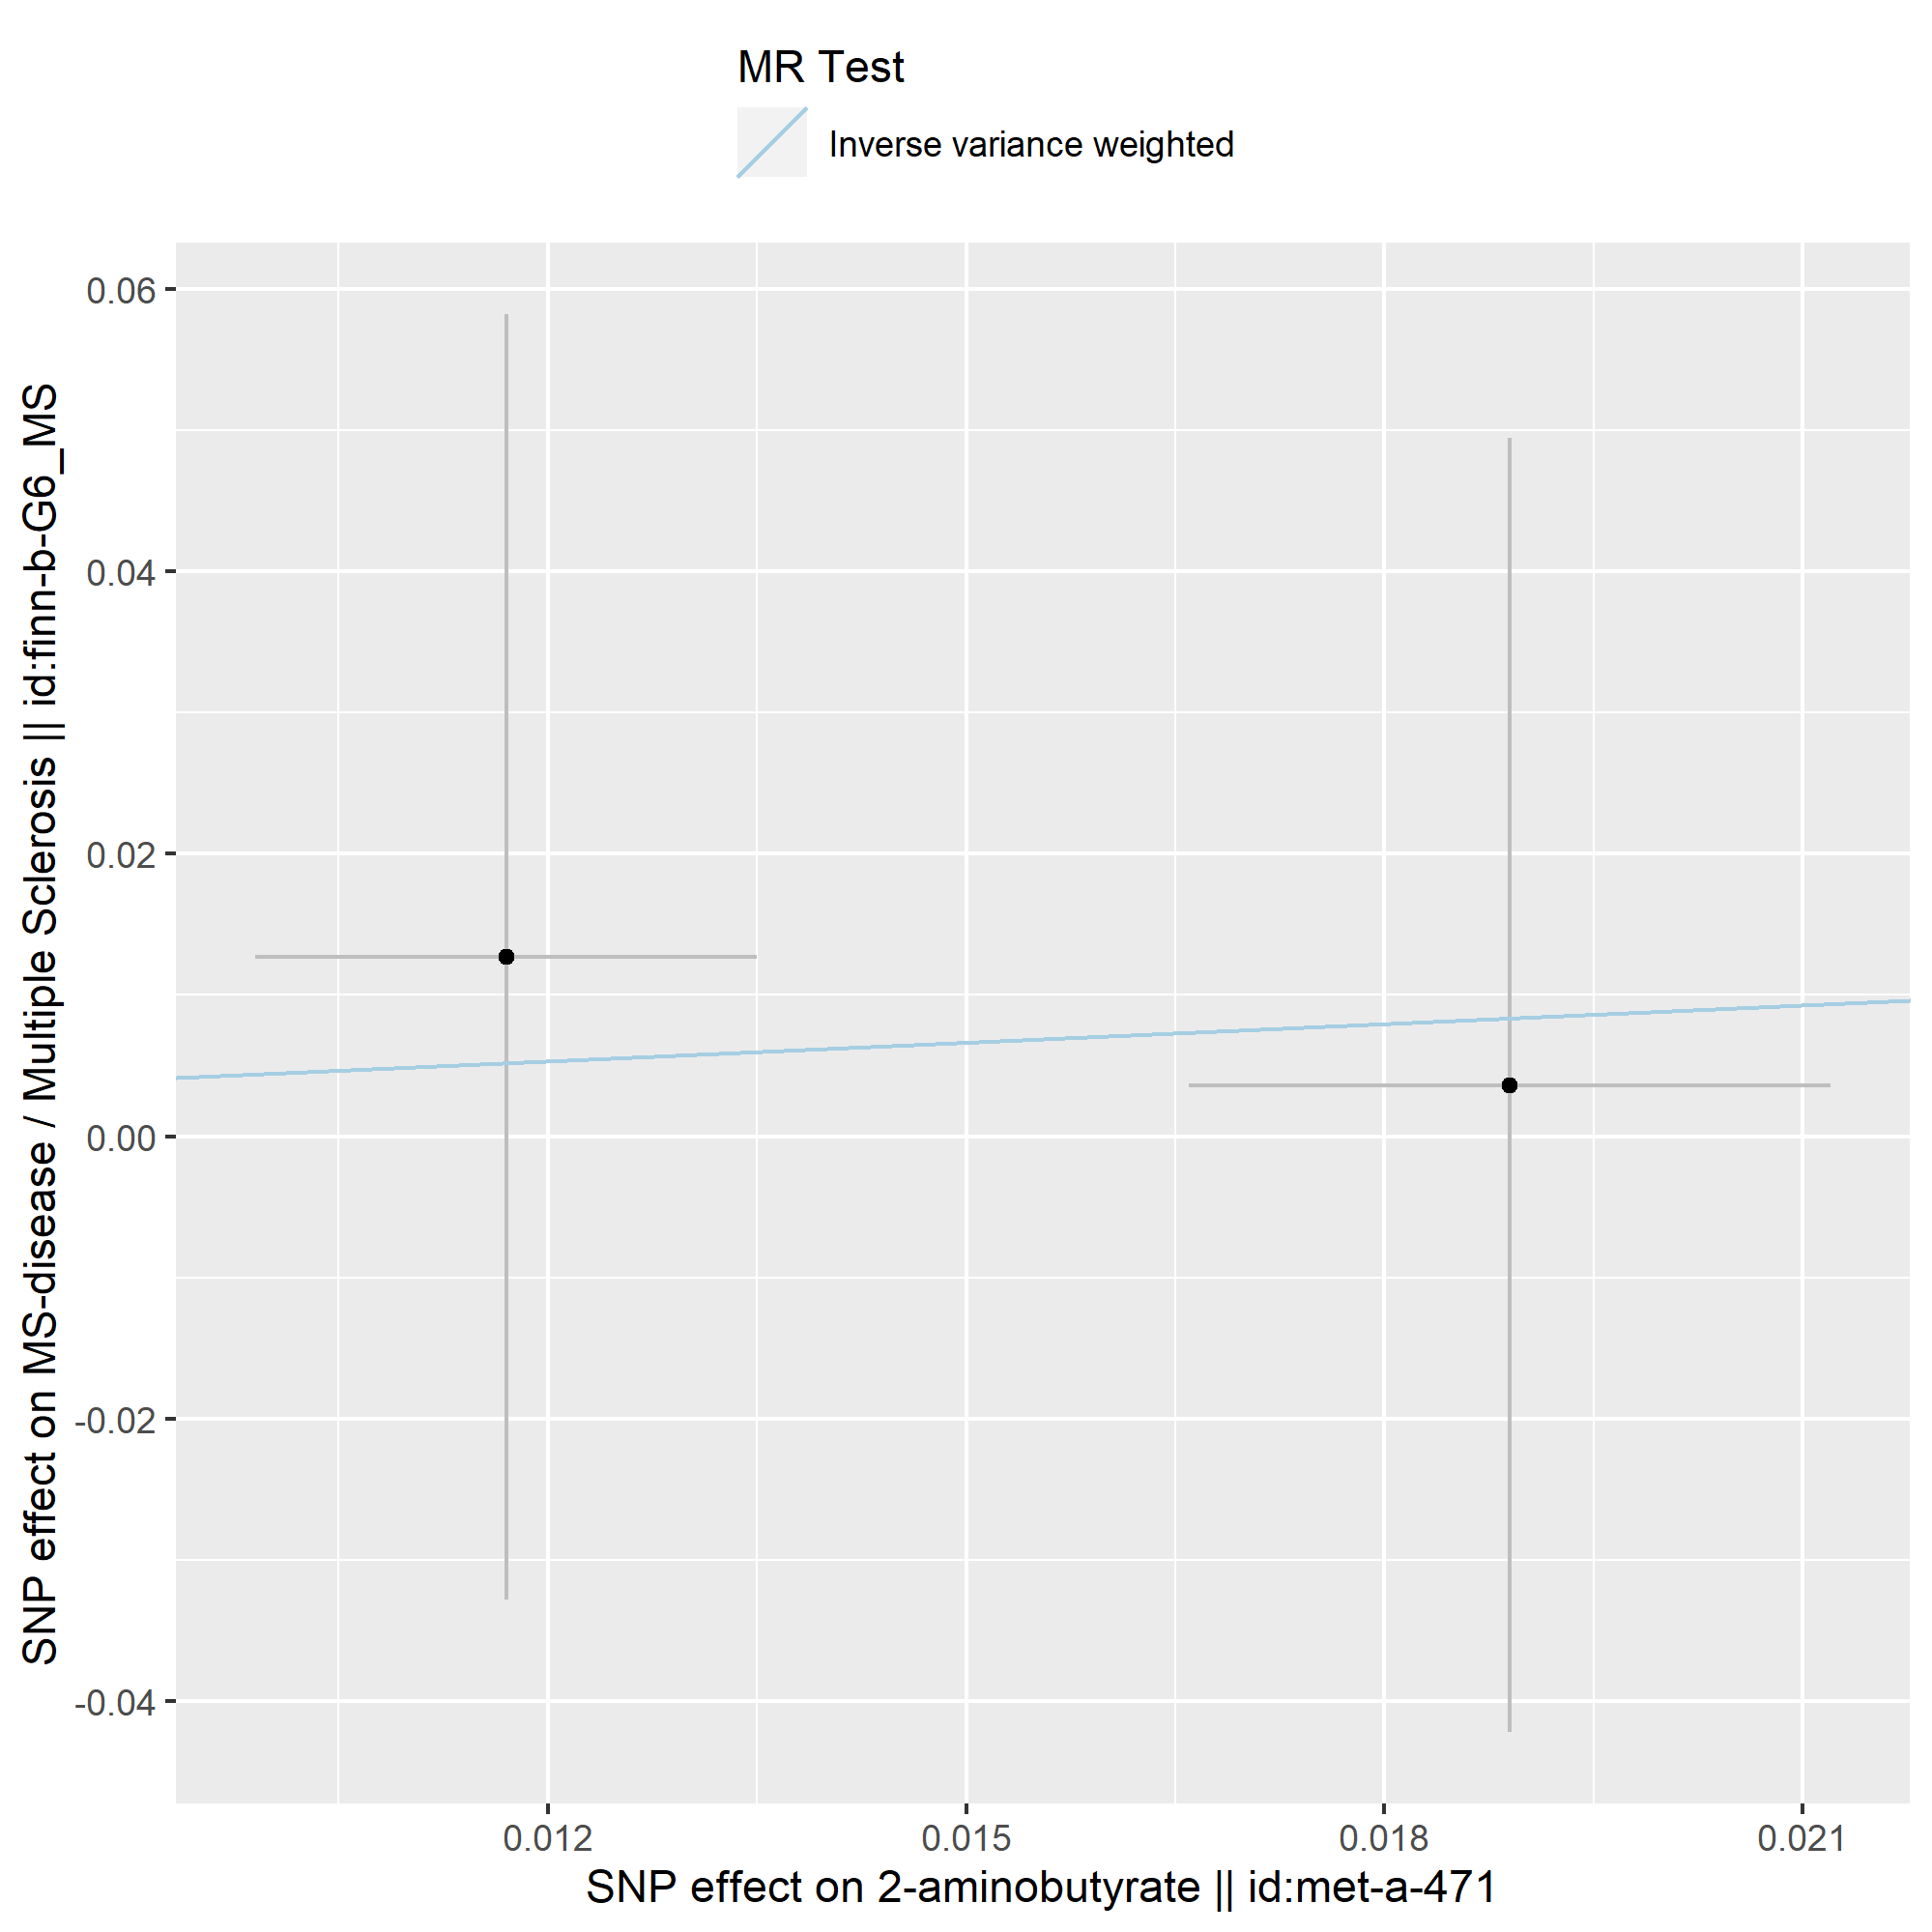 MR Test
Inverse variance weighted
SNP effect on MS-disease / Multiple Sclerosis || id:finn-b-G6_MS
0.06
0.04
0.02
0.00
-0.02
-0.04
0.012
0.015
0.018
0.021
SNP effect on 2-aminobutyrate || id:met-a-471